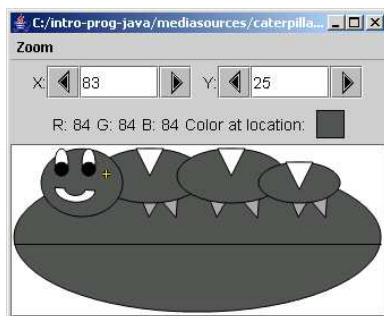 C:/intro-prog-java/mediasources/caterpilla...
Zoom
X: 83 Y: 25
R: 84 G: 84 B: 84 Color at location: